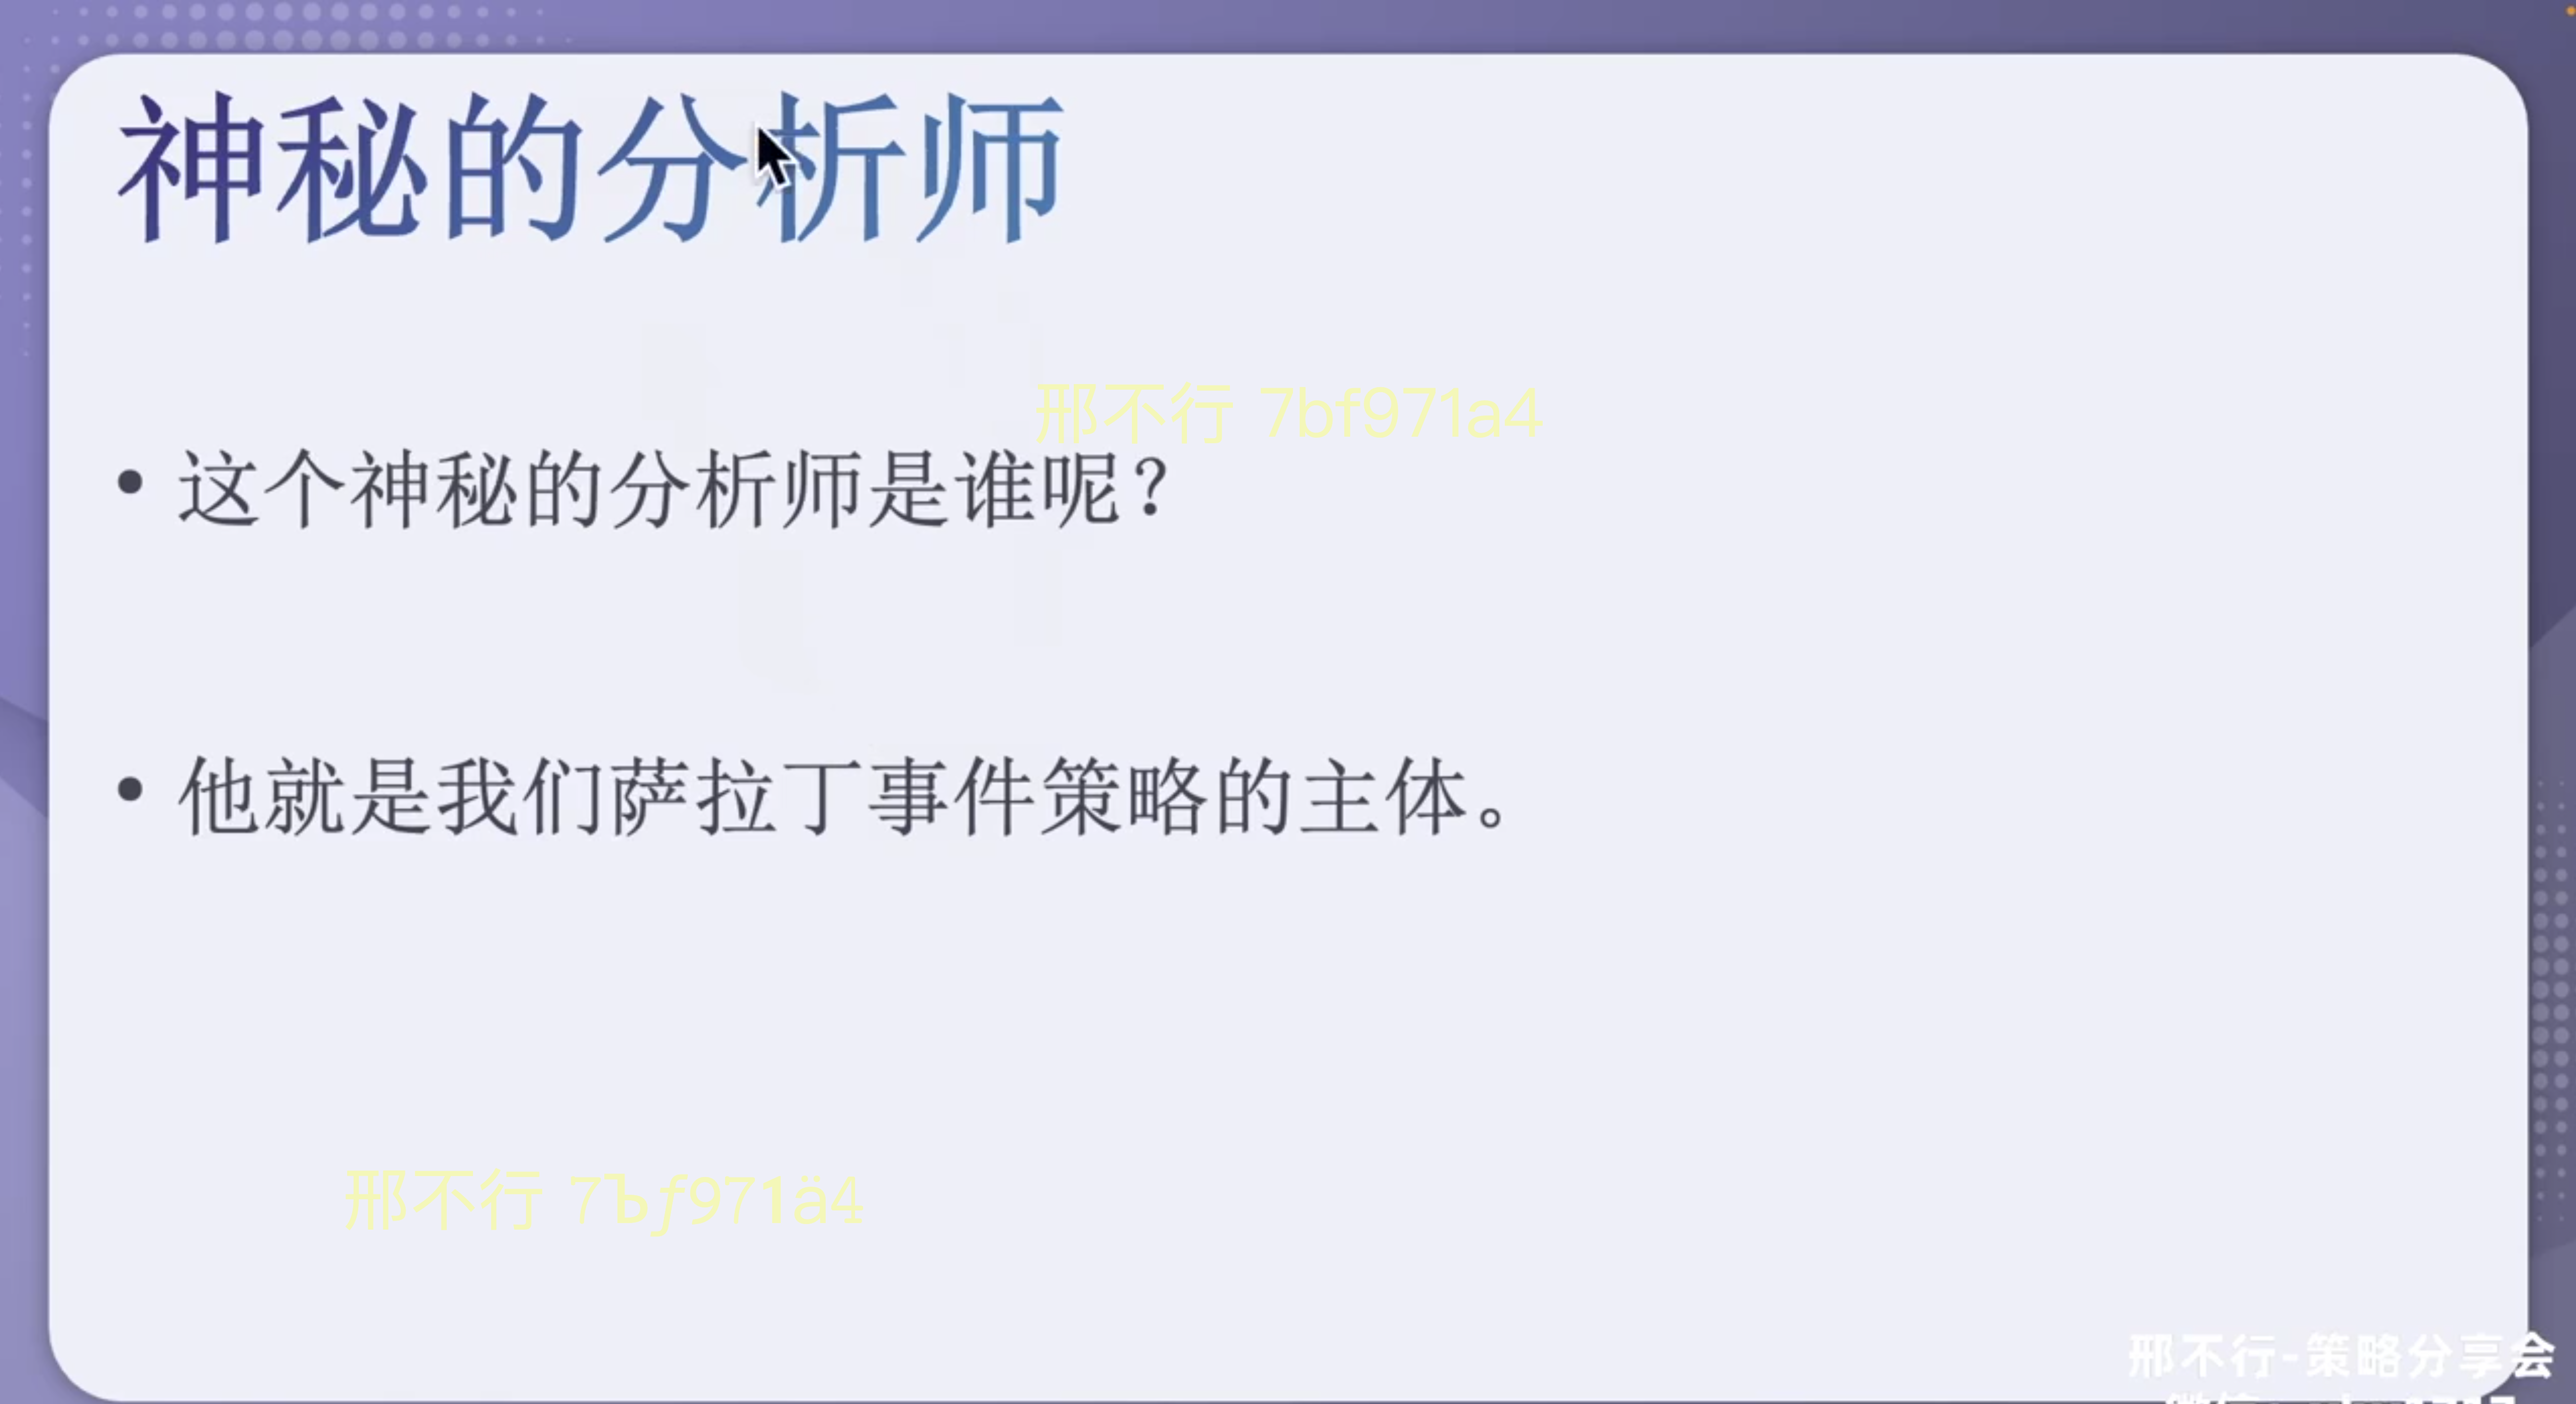 神秘的分析师
邢不行 7bf971a4
• 这个神秘的分析师是谁呢？
• 他就是我们萨拉丁事件策略的主体。
邢不行 7Ъƒ971ä4
邢不行-策略分享会